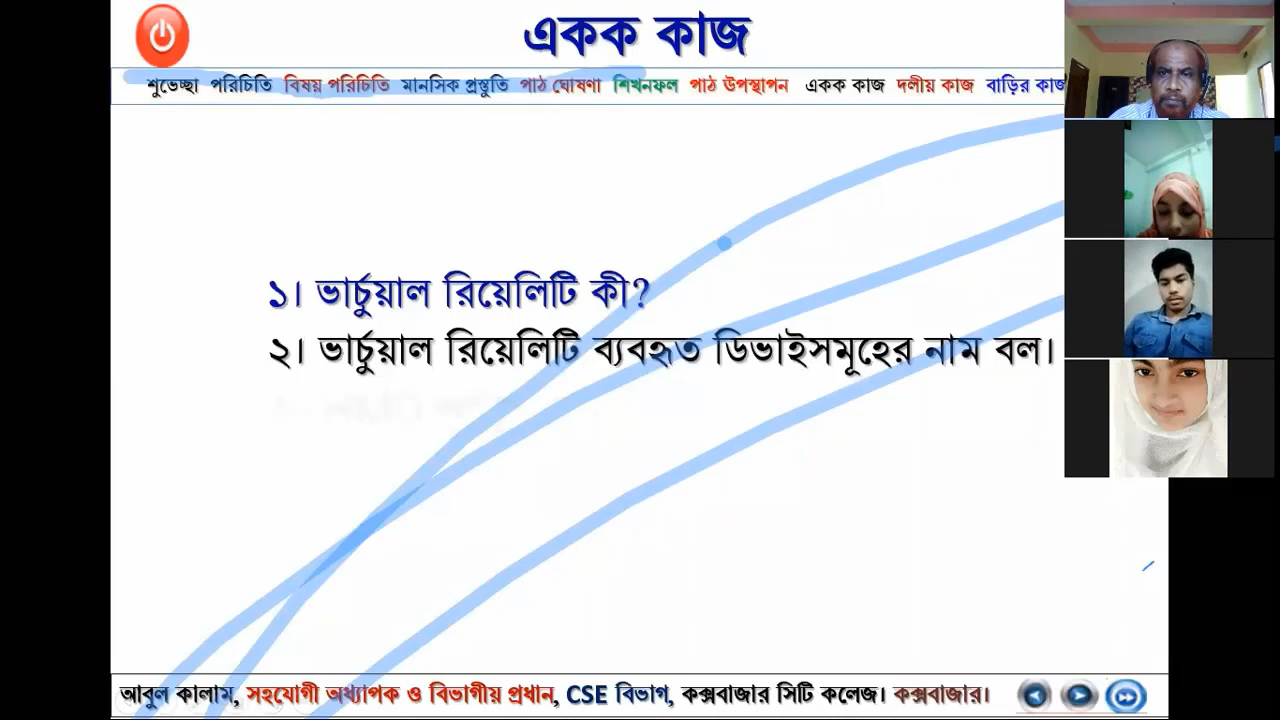 একক কাজ
শুভেচ্ছা পরিচিতি বিষয় পরিচিতি মানসিক প্রস্তুতি পাঠ ঘোষণা শিখনফল পাঠ উপস্থাপন একক কাজ দলীয় কাজ বাড়ির কাজ
১। ভার্চুয়াল রিয়েলিটি কী?
২। ভার্চুয়াল রিয়েলিটি ব্যবহৃত ডিভাইসমূহের নাম বল।
আবুল কালাম, সহযোগী অধ্যাপক ও বিভাগীয় প্রধান, CSE বিভাগ, কক্সবাজার সিটি কলেজ। কক্সবাজার।